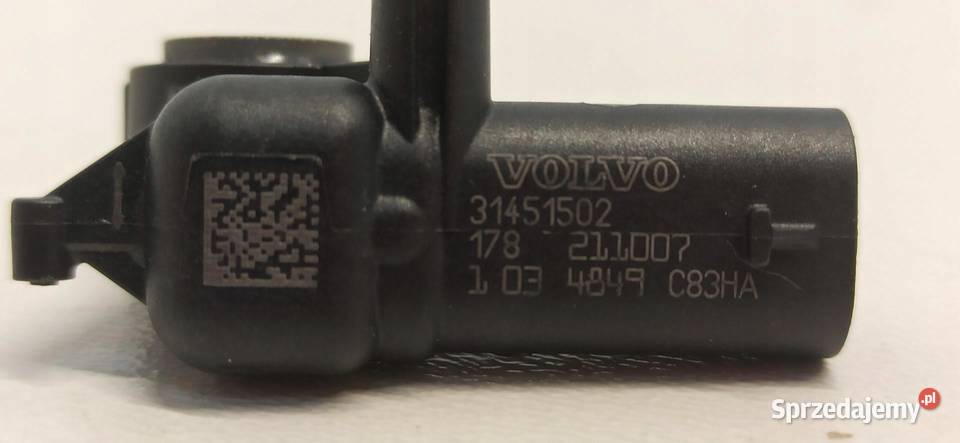 VOLVO
31451502
178 211007
1 03 4849 C83HA
Sprzedajemy.pl